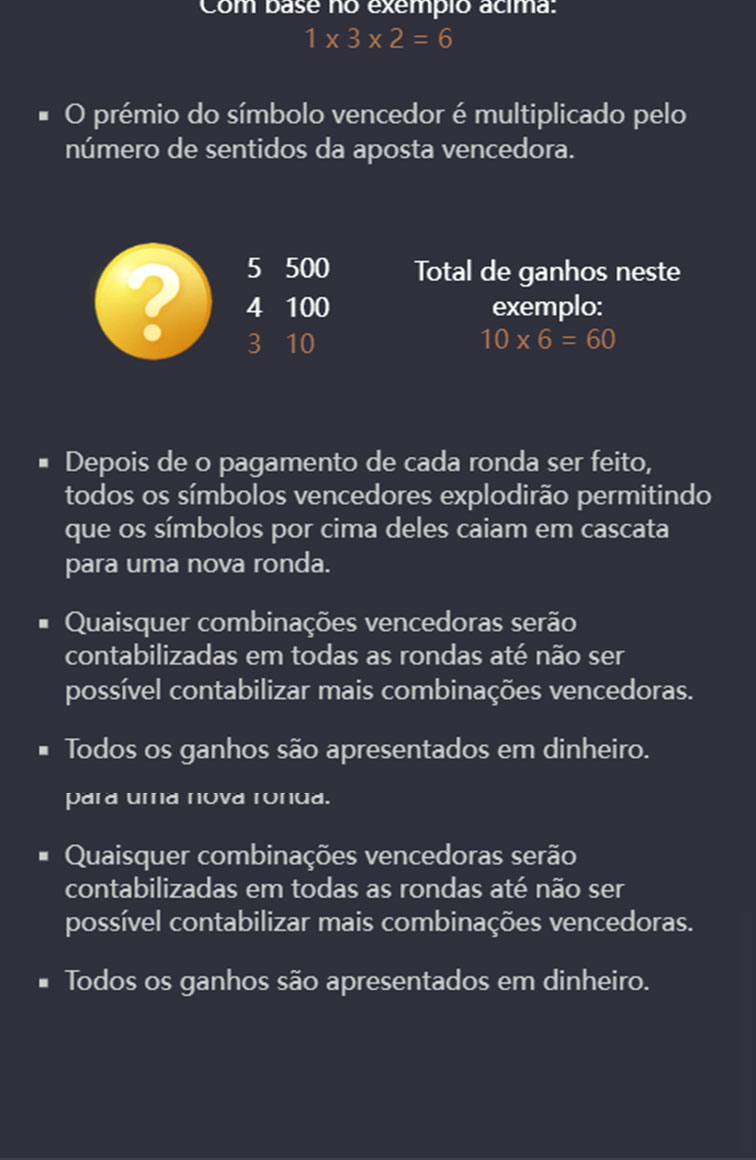 Com base no exemplo acima:
1 x 3 x 2 = 6
▪ O prémio do símbolo vencedor é multiplicado pelo
número de sentidos da aposta vencedora.
?
5 500
4 100
3 10
Total de ganhos neste
exemplo:
10 x 6 = 60
▪ Depois de o pagamento de cada ronda ser feito,
todos os símbolos vencedores explodirão permitindo
que os símbolos por cima deles caiam em cascata
para uma nova ronda.
▪ Quaisquer combinações vencedoras serão
contabilizadas em todas as rondas até não ser
possível contabilizar mais combinações vencedoras.
▪ Todos os ganhos são apresentados em dinheiro.
para uma nova ronda.
▪ Quaisquer combinações vencedoras serão
contabilizadas em todas as rondas até não ser
possível contabilizar mais combinações vencedoras.
▪ Todos os ganhos são apresentados em dinheiro.